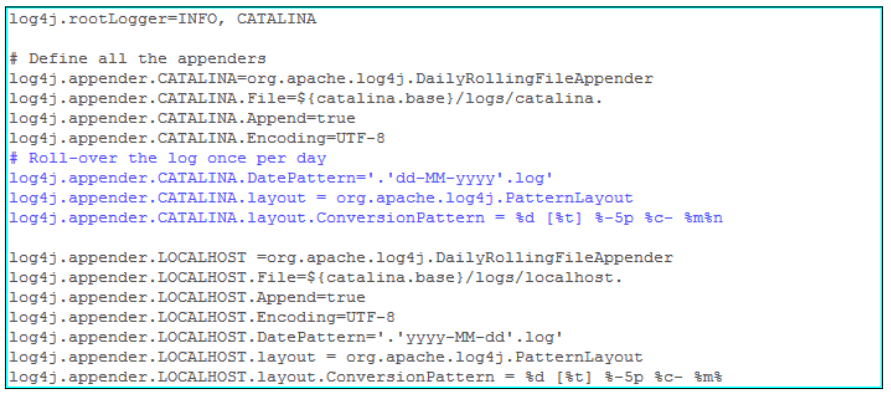 log4j.rootLogger=INFO, CATALINA
# Define all the appenders
log4j.appender.CATALINA=org.apache.log4j.DailyRollingFileAppender
log4j.appender.CATALINA.File=${catalina.base}/logs/catalina.
log4j.appender.CATALINA.Append=true
log4j.appender.CATALINA.Encoding=UTF-8
# Roll-over the log once per day
log4j.appender.CATALINA.DatePattern='.'dd-MM-yyyy'.log'
log4j.appender.CATALINA.layout = org.apache.log4j.PatternLayout
log4j.appender.CATALINA.layout.ConversionPattern = %d [%t] %-5p %c- %m%n
log4j.appender.LOCALHOST =org.apache.log4j.DailyRollingFileAppender
log4j.appender.LOCALHOST.File=${catalina.base}/logs/localhost.
log4j.appender.LOCALHOST.Append=true
log4j.appender.LOCALHOST.Encoding=UTF-8
log4j.appender.LOCALHOST.DatePattern='.'yyyy-MM-dd'.log'
log4j.appender.LOCALHOST.layout = org.apache.log4j.PatternLayout
log4j.appender.LOCALHOST.layout.ConversionPattern = %d [%t] %-5p %c- %m%